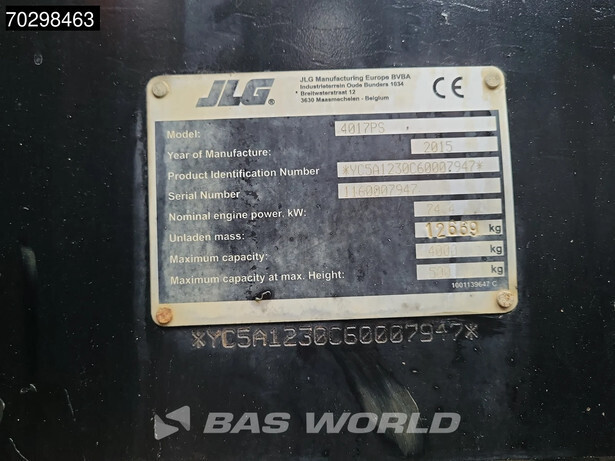 70298463
JLG®
JLG Manufacturing Europe BVBA
Industrieterrein Oude Bunders 1034
Breitwaterstraat 12
3630 Maasmechelen - Belgium
CE
Model: 4017PS
Year of Manufacture: 2015
Product Identification Number *YC5A1230C60007947*
Serial Number 1160007947
Nominal engine power, kW:
Unladen mass: 12539 kg
Maximum capacity: kg
Maximum capacity at max. Height: kg
1001139647 C
*YC5A1230C60007947*
BAS WORLD